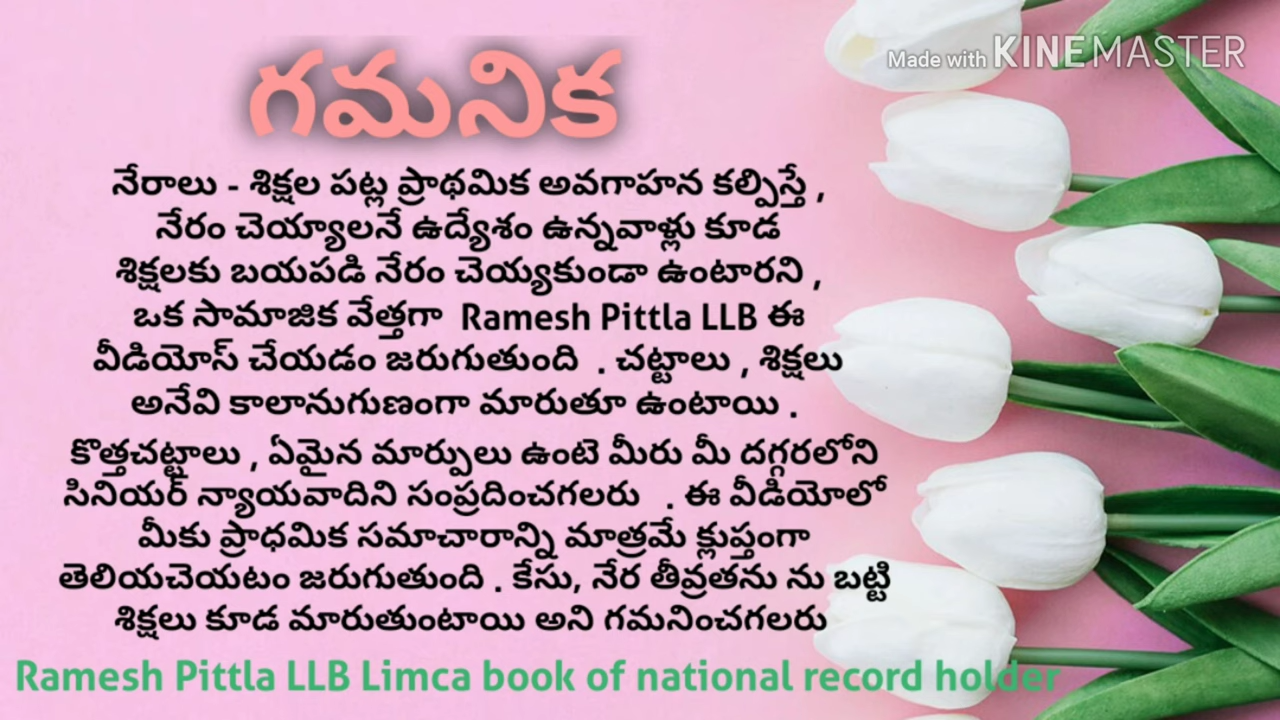 Made with KINEMASTER
గమనిక
నేరాలు - శిక్షల పట్ల ప్రాథమిక అవగాహన కల్పిస్తే ,
నేరం చెయ్యాలనే ఉద్యేశం ఉన్నవాళ్లు కూడ
శిక్షలకు బయపడి నేరం చెయ్యకుండా ఉంటారని ,
ఒక సామాజిక వేత్తగా Ramesh Pittla LLB ఈ
వీడియోస్ చేయడం జరుగుతుంది . చట్టాలు , శిక్షలు
అనేవి కాలానుగుణంగా మారుతూ ఉంటాయి .
కొత్తచట్టాలు , ఏమైన మార్పులు ఉంటె మీరు మీ దగ్గరలోని
సినియర్ న్యాయవాదిని సంప్రదించగలరు . ఈ వీడియోలో
మీకు ప్రాధమిక సమాచారాన్ని మాత్రమే క్లుప్తంగా
తెలియచెయటం జరుగుతుంది . కేసు, నేర తీవ్రతను ను బట్టి
శిక్షలు కూడ మారుతుంటాయి అని గమనించగలరు
Ramesh Pittla LLB Limca book of national record holder